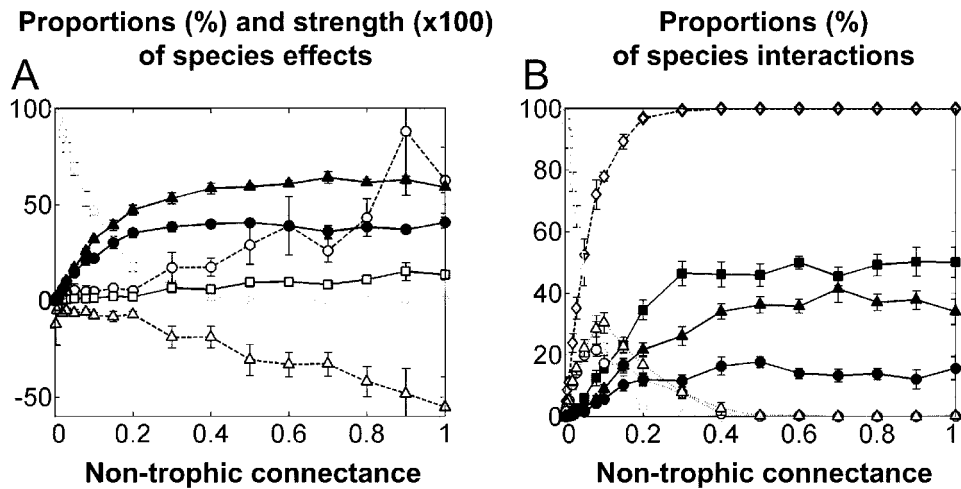 Proportions (%) and strength (x100)
of species effects
A
100
50
0
-50
0
0.2
0.4
0.6
0.8
1
Non-trophic connectance
Proportions (%)
of species interactions
B
100
80
60
40
20
0
0
0.2
0.4
0.6
0.8
1
Non-trophic connectance